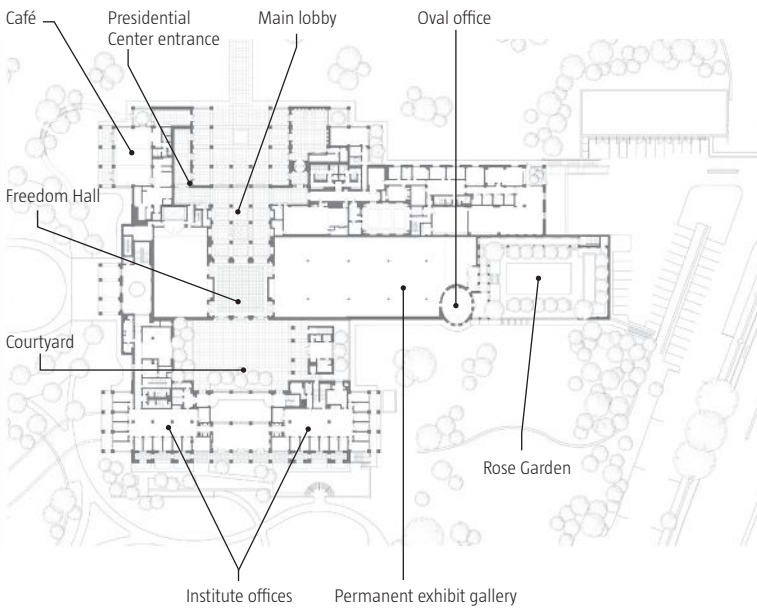 Café
Presidential
Center entrance
Main lobby
Oval office
Freedom Hall
Courtyard
Rose Garden
Institute offices
Permanent exhibit gallery